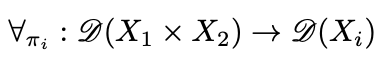 ∀_{π_i} : 𝒟(X_1 × X_2) → 𝒟(X_i)